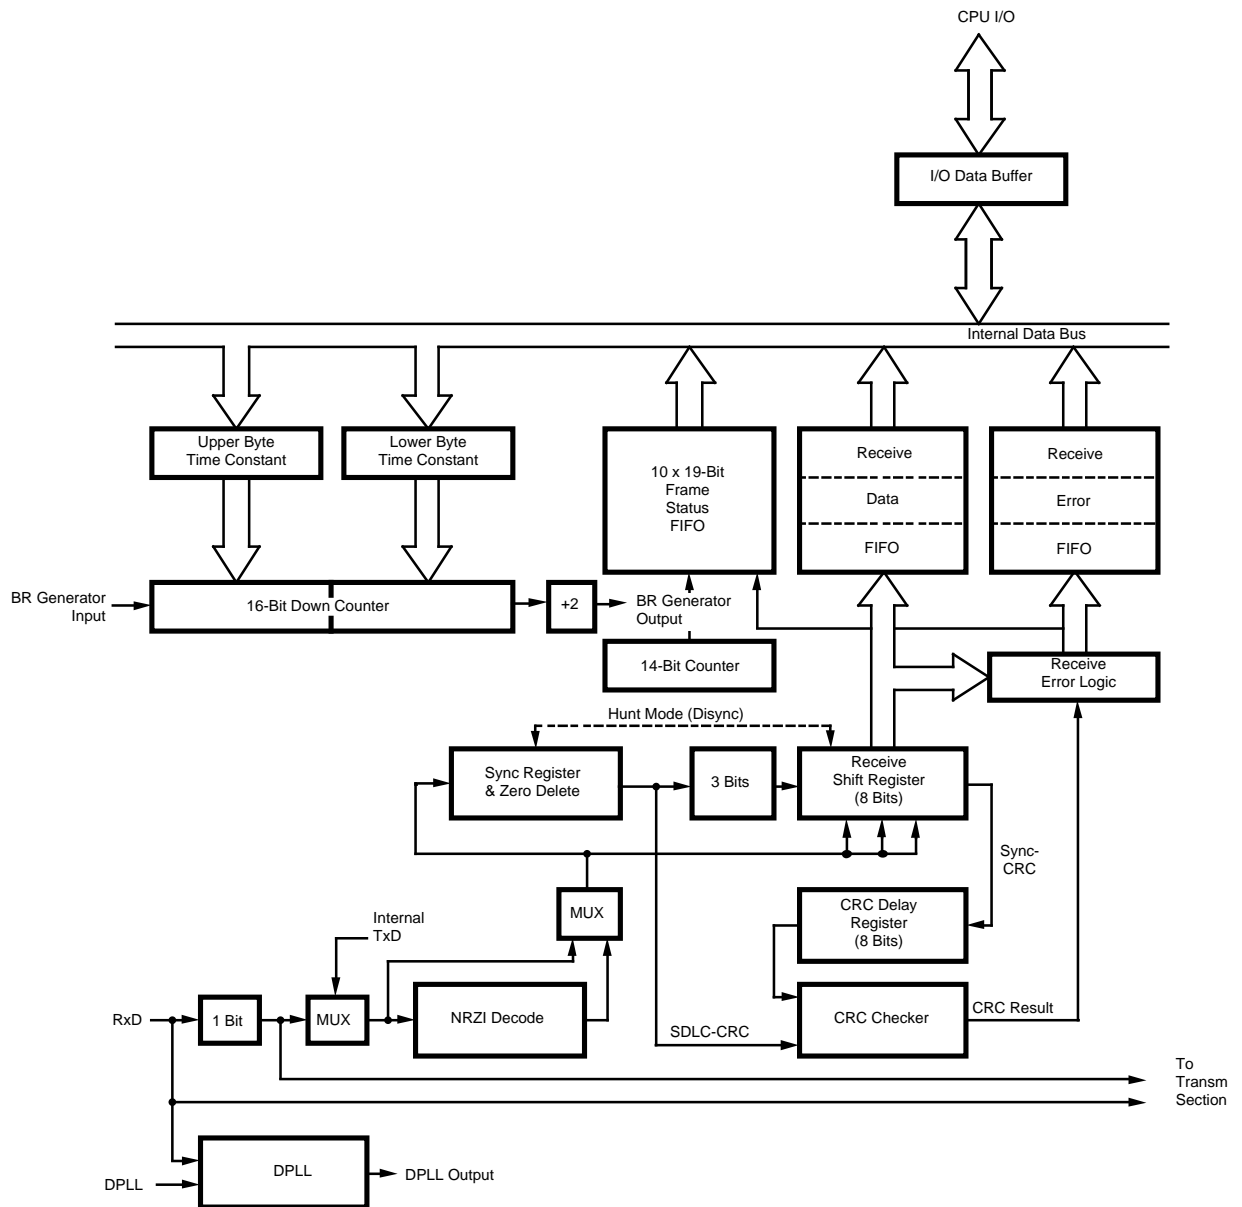 CPU I/O
I/O Data Buffer
Internal Data Bus
Upper Byte
Time Constant
Lower Byte
Time Constant
10 x 19-Bit
Frame
Status
FIFO
Receive
Data
FIFO
Receive
Error
FIFO
BR Generator
Input
16-Bit Down Counter
+2
BR Generator
Output
14-Bit Counter
Receive
Error Logic
Hunt Mode (Disync)
Sync Register
& Zero Delete
3 Bits
Receive
Shift Register
(8 Bits)
Sync-
CRC
Internal
TxD
MUX
CRC Delay
Register
(8 Bits)
RxD
1 Bit
MUX
NRZI Decode
SDLC-CRC
CRC Checker
CRC Result
To
Transm
Section
DPLL
DPLL
DPLL Output